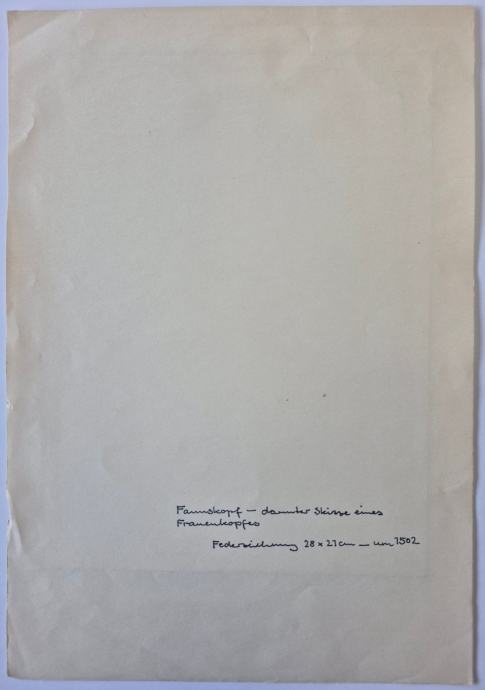 Faunskopf – darunter Skizze eines
Frauenkopfes
Federzeichnung 28 x 21 cm – um 1502